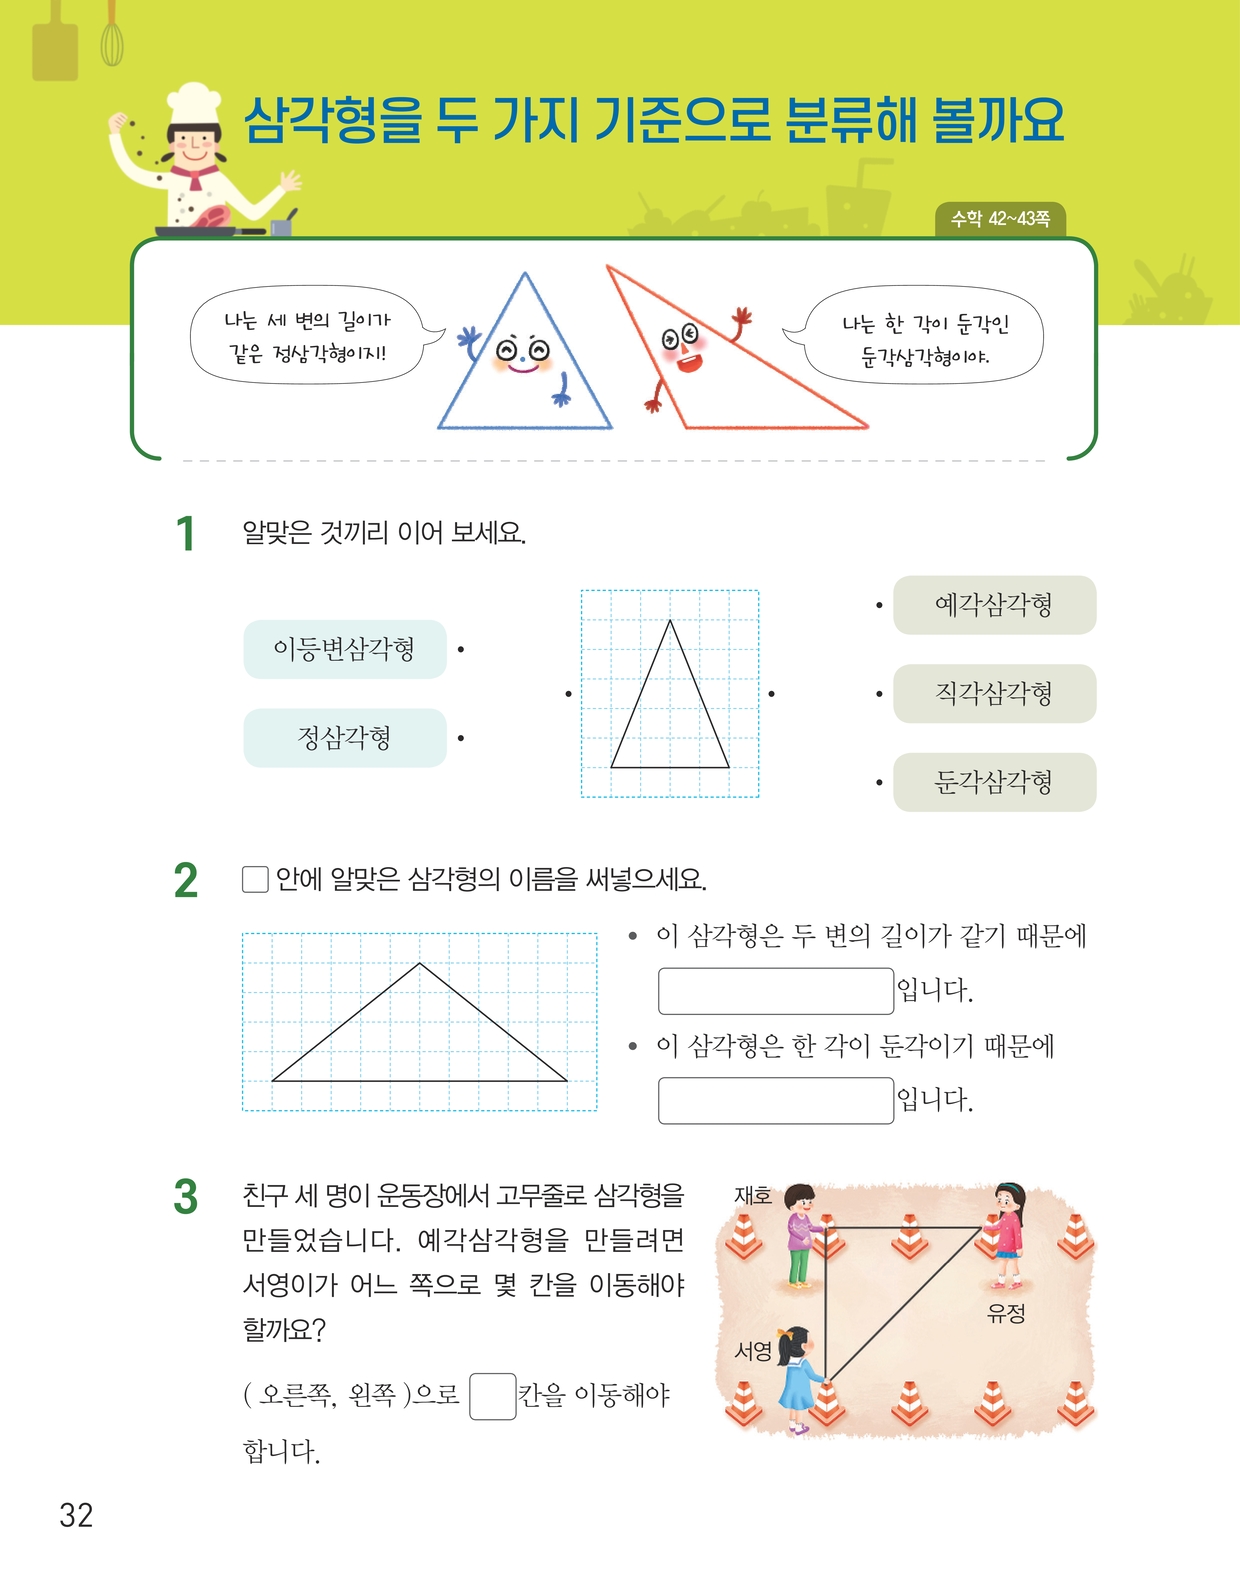 삼각형을 두 가지 기준으로 분류해 볼까요
수학 42~43쪽
나는 세 변의 길이가
같은 정삼각형이지!
나는 한 각이 둔각인
둔각삼각형이야.
1 알맞은 것끼리 이어 보세요.
이등변삼각형
정삼각형
예각삼각형
직각삼각형
둔각삼각형
2 □ 안에 알맞은 삼각형의 이름을 써넣으세요.
• 이 삼각형은 두 변의 길이가 같기 때문에
입니다.
• 이 삼각형은 한 각이 둔각이기 때문에
입니다.
3 친구 세 명이 운동장에서 고무줄로 삼각형을
만들었습니다. 예각삼각형을 만들려면
서영이가 어느 쪽으로 몇 칸을 이동해야
할까요?
( 오른쪽, 왼쪽 )으로 □칸을 이동해야
합니다.
재호
유정
서영
32